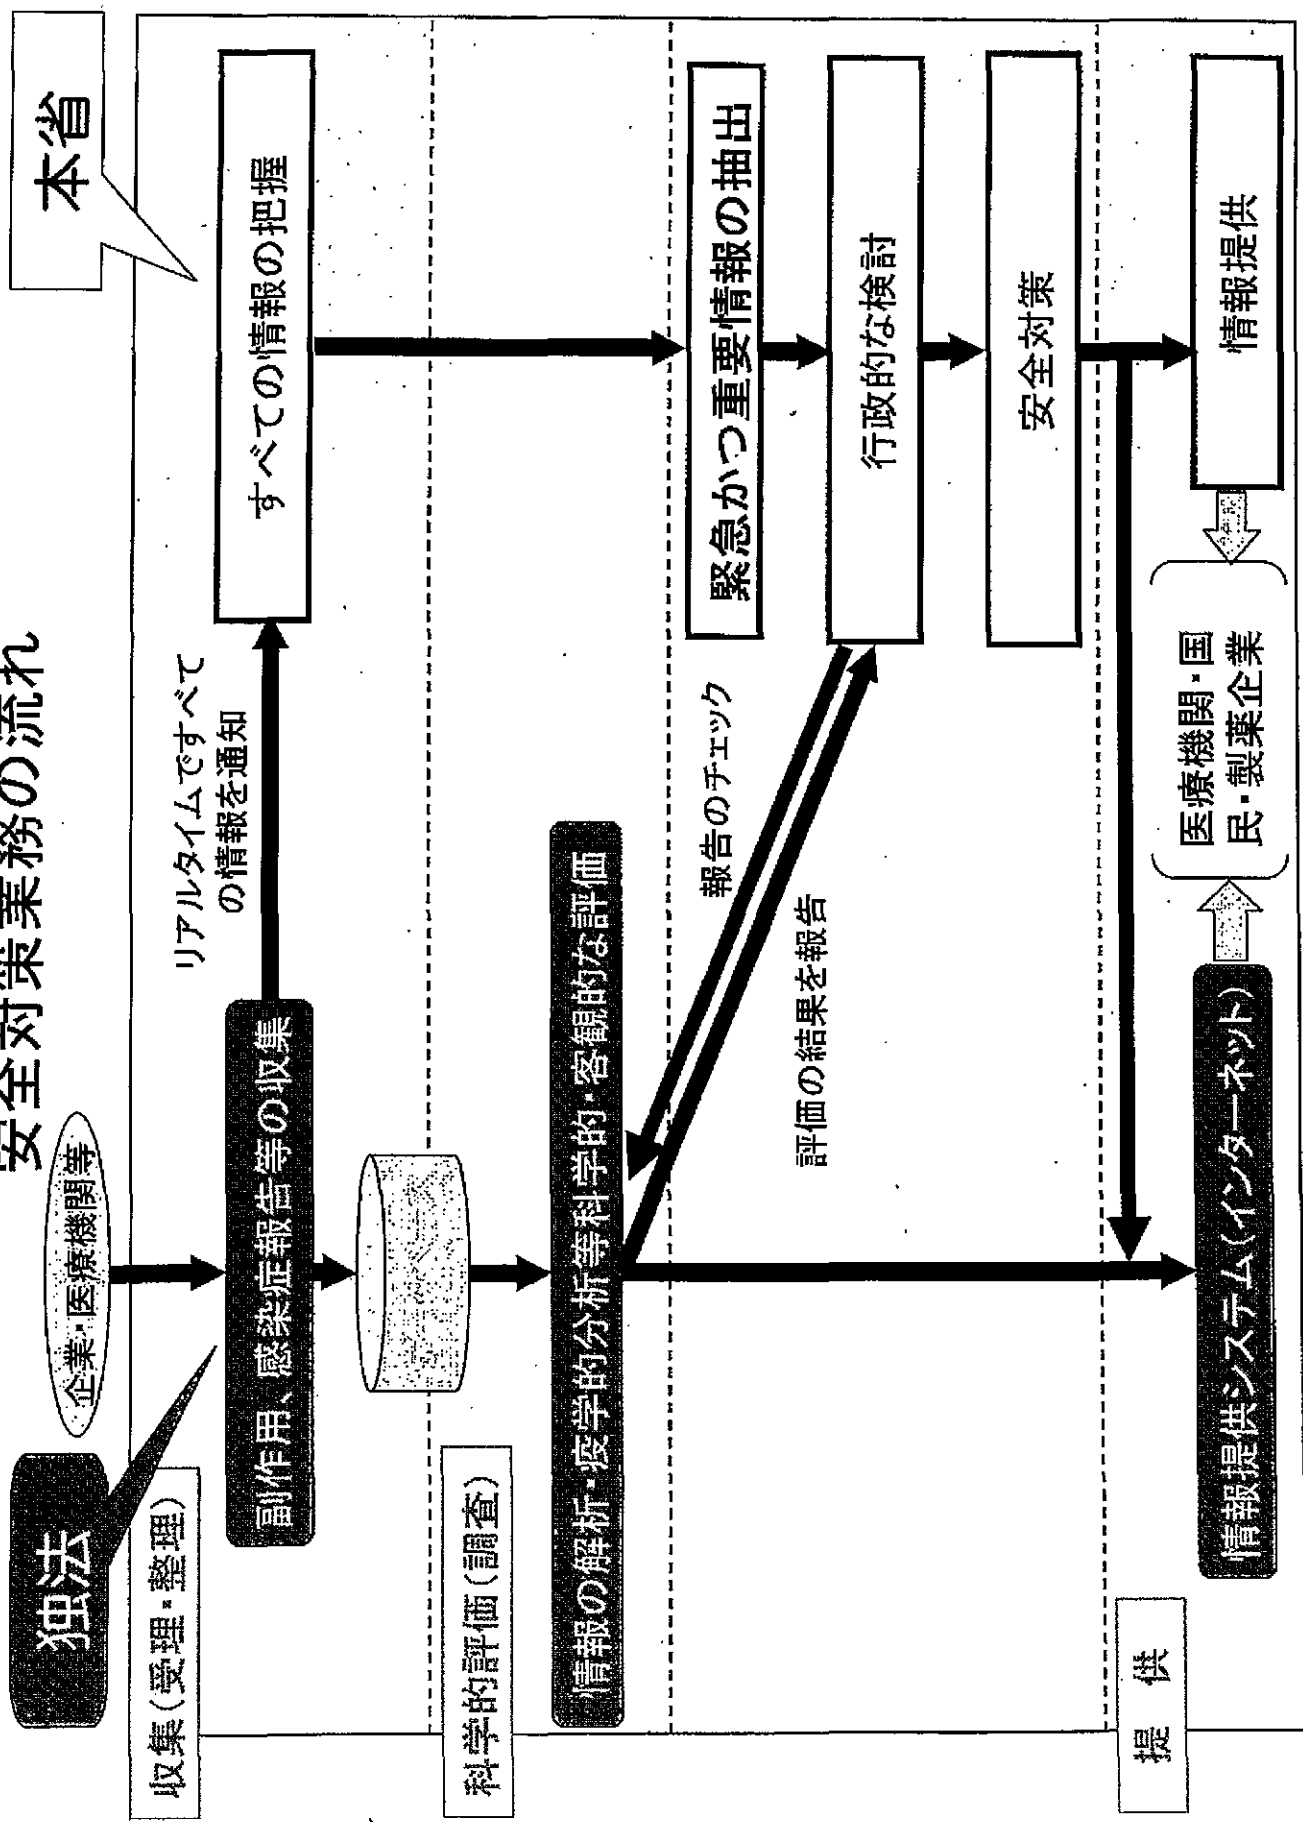 安全対策業務の流れ
独法
企業・医療機関等
本省
収集(受理・整理)
副作用、感染症報告等の収集
リアルタイムですべて
の情報を通知
すべての情報の把握
科学的評価(調査)
情報の解析・疫学的分析等科学的・客観的な評価
緊急かつ重要情報の抽出
報告のチェック
評価の結果を報告
行政的な検討
安全対策
提 供
情報提供システム(インターネット)
医療機関・国
民・製薬企業
情報提供